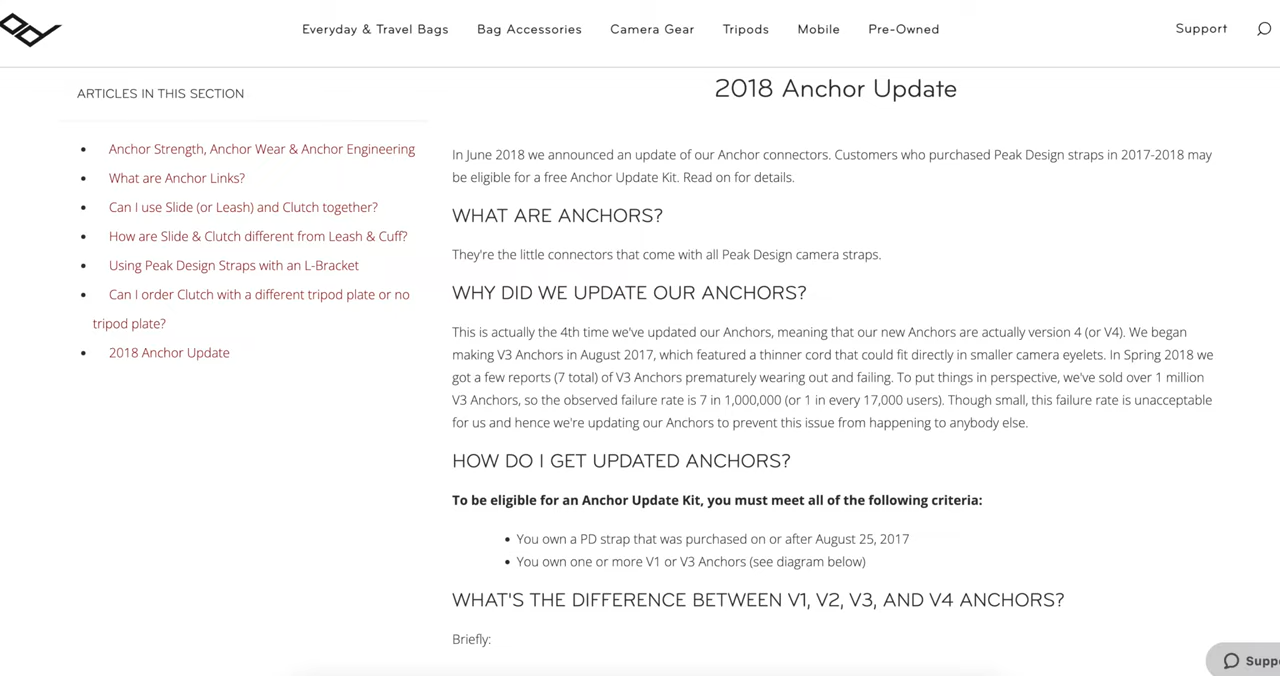 Everyday & Travel Bags Bag Accessories Camera Gear Tripods Mobile Pre-Owned Support
ARTICLES IN THIS SECTION
Anchor Strength, Anchor Wear & Anchor Engineering
What are Anchor Links?
Can I use Slide (or Leash) and Clutch together?
How are Slide & Clutch different from Leash & Cuff?
Using Peak Design Straps with an L-Bracket
Can I order Clutch with a different tripod plate or no
tripod plate?
2018 Anchor Update
2018 Anchor Update
In June 2018 we announced an update of our Anchor connectors. Customers who purchased Peak Design straps in 2017-2018 may
be eligible for a free Anchor Update Kit. Read on for details.
WHAT ARE ANCHORS?
They're the little connectors that come with all Peak Design camera straps.
WHY DID WE UPDATE OUR ANCHORS?
This is actually the 4th time we've updated our Anchors, meaning that our new Anchors are actually version 4 (or V4). We began
making V3 Anchors in August 2017, which featured a thinner cord that could fit directly in smaller camera eyelets. In Spring 2018 we
got a few reports (7 total) of V3 Anchors prematurely wearing out and failing. To put things in perspective, we've sold over 1 million
V3 Anchors, so the observed failure rate is 7 in 1,000,000 (or 1 in every 17,000 users). Though small, this failure rate is unacceptable
for us and hence we're updating our Anchors to prevent this issue from happening to anybody else.
HOW DO I GET UPDATED ANCHORS?
To be eligible for an Anchor Update Kit, you must meet all of the following criteria:
You own a PD strap that was purchased on or after August 25, 2017
You own one or more V1 or V3 Anchors (see diagram below)
WHAT'S THE DIFFERENCE BETWEEN V1, V2, V3, AND V4 ANCHORS?
Briefly: